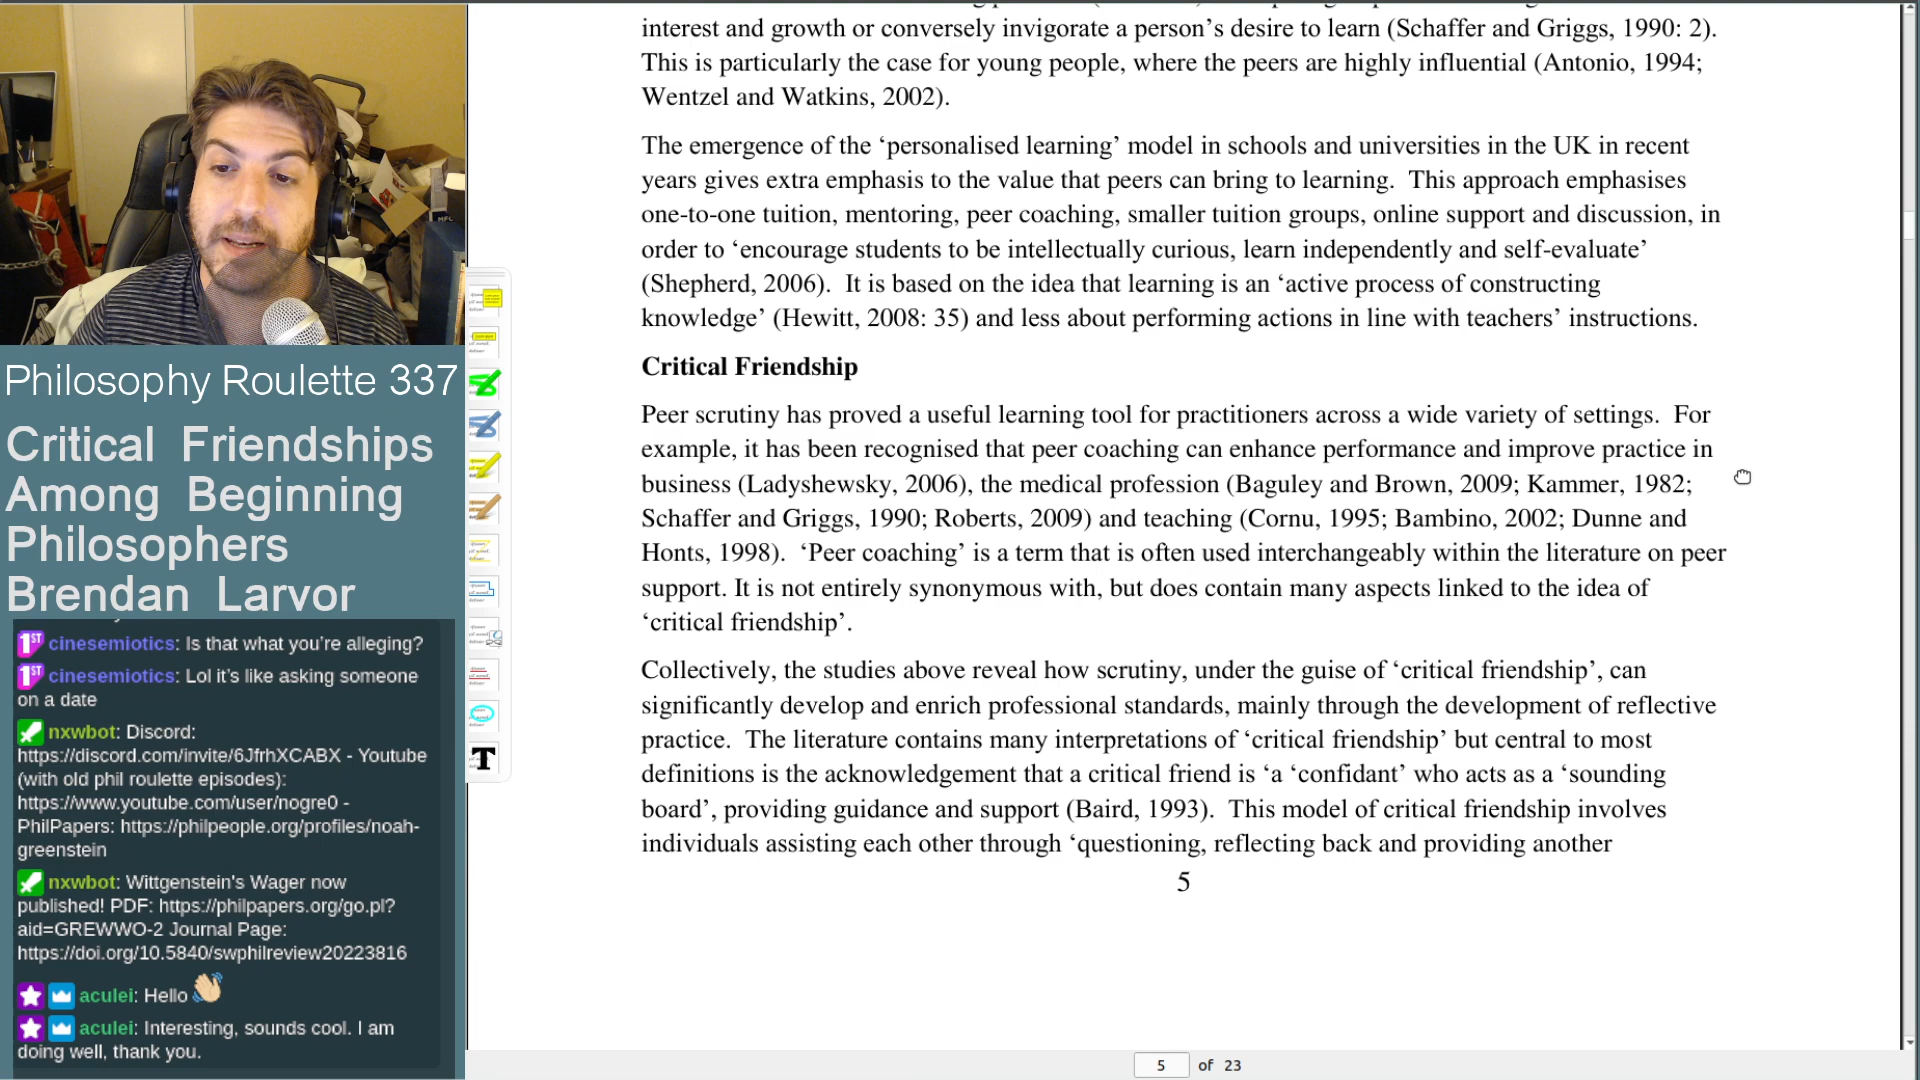 interest and growth or conversely invigorate a person's desire to learn (Schaffer and Griggs, 1990: 2).
This is particularly the case for young people, where the peers are highly influential (Antonio, 1994;
Wentzel and Watkins, 2002).
The emergence of the ‘personalised learning’ model in schools and universities in the UK in recent
years gives extra emphasis to the value that peers can bring to learning.  This approach emphasises
one-to-one tuition, mentoring, peer coaching, smaller tuition groups, online support and discussion, in
order to ‘encourage students to be intellectually curious, learn independently and self-evaluate’
(Shepherd, 2006).  It is based on the idea that learning is an ‘active process of constructing
knowledge’ (Hewitt, 2008: 35) and less about performing actions in line with teachers’ instructions.
Critical Friendship
Peer scrutiny has proved a useful learning tool for practitioners across a wide variety of settings.  For
example, it has been recognised that peer coaching can enhance performance and improve practice in
business (Ladyshewsky, 2006), the medical profession (Baguley and Brown, 2009; Kammer, 1982;
Schaffer and Griggs, 1990; Roberts, 2009) and teaching (Cornu, 1995; Bambino, 2002; Dunne and
Honts, 1998).  ‘Peer coaching’ is a term that is often used interchangeably within the literature on peer
support. It is not entirely synonymous with, but does contain many aspects linked to the idea of
‘critical friendship’.
Collectively, the studies above reveal how scrutiny, under the guise of ‘critical friendship’, can
significantly develop and enrich professional standards, mainly through the development of reflective
practice.  The literature contains many interpretations of ‘critical friendship’ but central to most
definitions is the acknowledgement that a critical friend is ‘a ‘confidant’ who acts as a ‘sounding
board’, providing guidance and support (Baird, 1993).  This model of critical friendship involves
individuals assisting each other through ‘questioning, reflecting back and providing another
5
5 of 23
Philosophy Roulette 337
Critical Friendships
Among Beginning
Philosophers
Brendan Larvor
1ST cinesemiotics: Is that what you’re alleging?
1ST cinesemiotics: Lol it’s like asking someone
on a date
nxwbot: Discord:
https://discord.com/invite/6JfrhXCABX - Youtube
(with old phil roulette episodes):
https://www.youtube.com/user/nogre0 -
PhilPapers: https://philpeople.org/profiles/noah-
greenstein
nxwbot: Wittgenstein's Wager now
published! PDF: https://philpapers.org/go.pl?
aid=GREWWO-2 Journal Page:
https://doi.org/10.5840/swphilreview20223816
aculei: Hello 👋🏼
aculei: Interesting, sounds cool. I am
doing well, thank you.
T